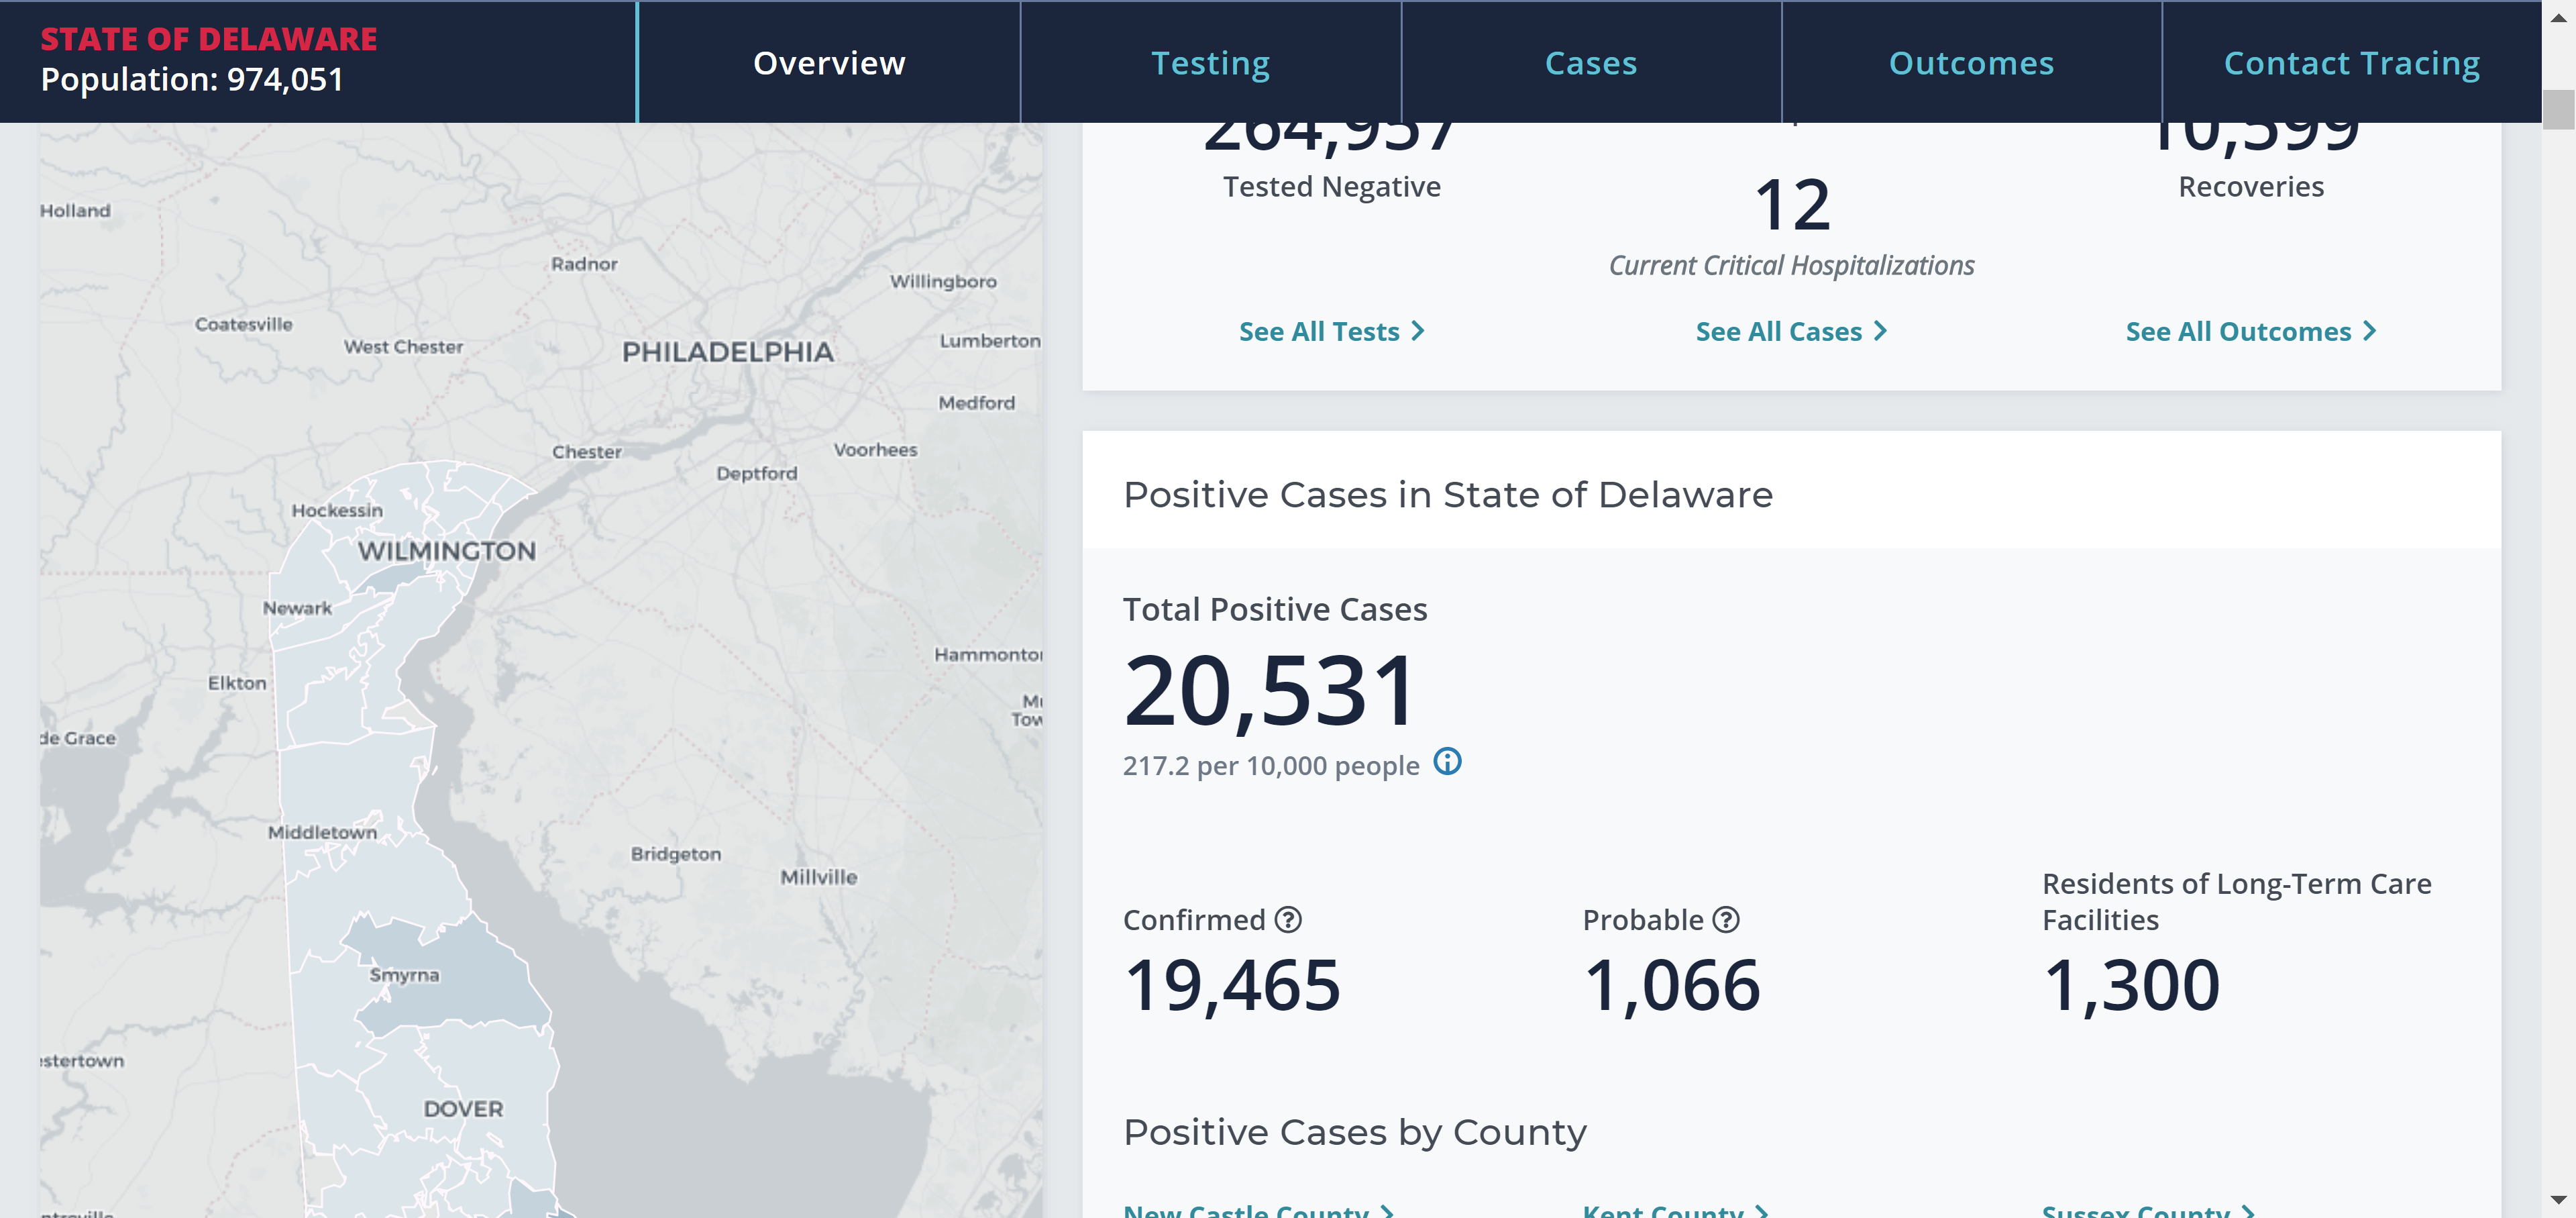 STATE OF DELAWARE
Population: 974,051
Overview
Testing
Cases
Outcomes
Contact Tracing
264,957
Tested Negative
12
Current Critical Hospitalizations
10,599
Recoveries
See All Tests
See All Cases
See All Outcomes
Positive Cases in State of Delaware
Total Positive Cases
20,531
217.2 per 10,000 people
Confirmed
19,465
Probable
1,066
Residents of Long-Term Care
Facilities
1,300
Positive Cases by County
New Castle County
Kent County
Sussex County
Holland
Radnor
Willingboro
Coatesville
West Chester
PHILADELPHIA
Lumberton
Medford
Chester
Voorhees
Deptford
Hockessin
WILMINGTON
Newark
Hammonto
Elkton
Tow
de Grace
Middletown
Bridgeton
Millville
Smyrna
stertown
DOVER